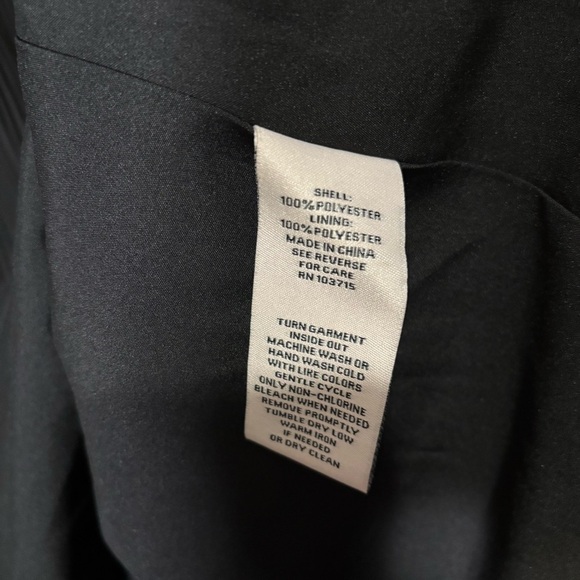 SHELL:
100% POLYESTER
LINING:
100% POLYESTER
MADE IN CHINA
SEE REVERSE
FOR CARE
RN 103715
TURN GARMENT
INSIDE OUT
MACHINE WASH OR
HAND WASH COLD
WITH LIKE COLORS
GENTLE CYCLE
ONLY NON-CHLORINE
BLEACH WHEN NEEDED
REMOVE PROMPTLY
TUMBLE DRY LOW
WARM IRON
IF NEEDED
OR DRY CLEAN